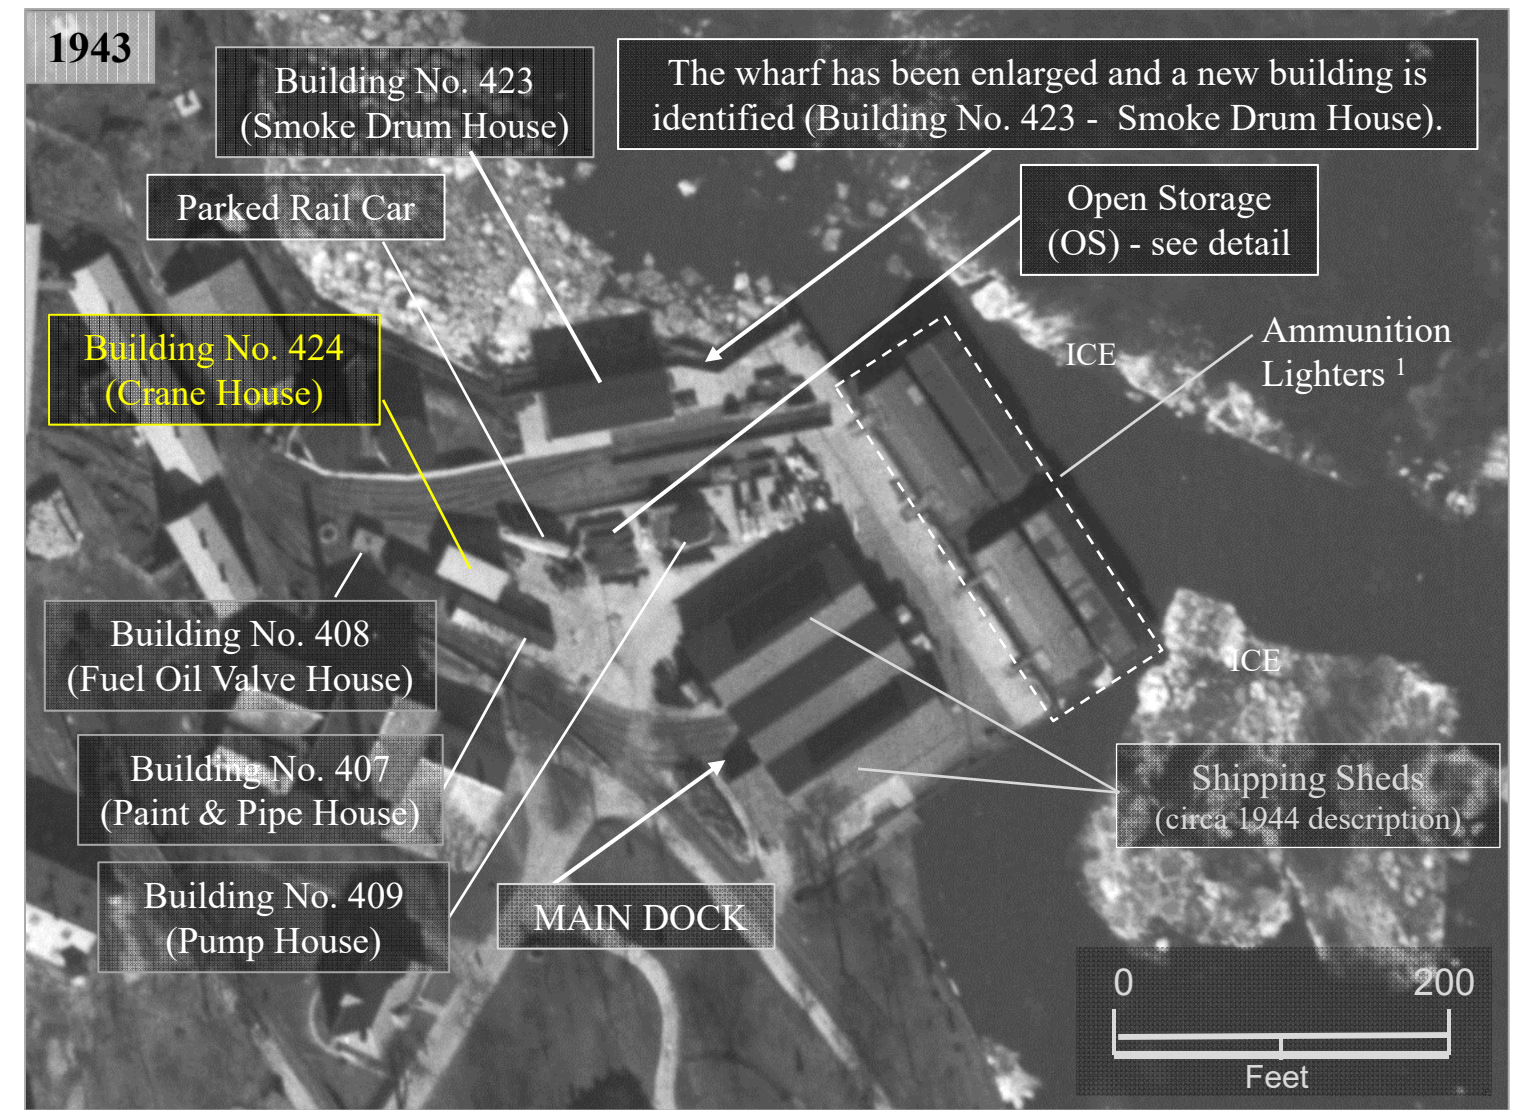 1943
Building No. 423
(Smoke Drum House)
The wharf has been enlarged and a new building is
identified (Building No. 423 - Smoke Drum House).
Parked Rail Car
Open Storage
(OS) - see detail
Building No. 424
(Crane House)
Ammunition
Lighters 1
ICE
Building No. 408
(Fuel Oil Valve House)
ICE
Building No. 407
(Paint & Pipe House)
Shipping Sheds
(circa 1944 description)
Building No. 409
(Pump House)
MAIN DOCK
0 200
Feet